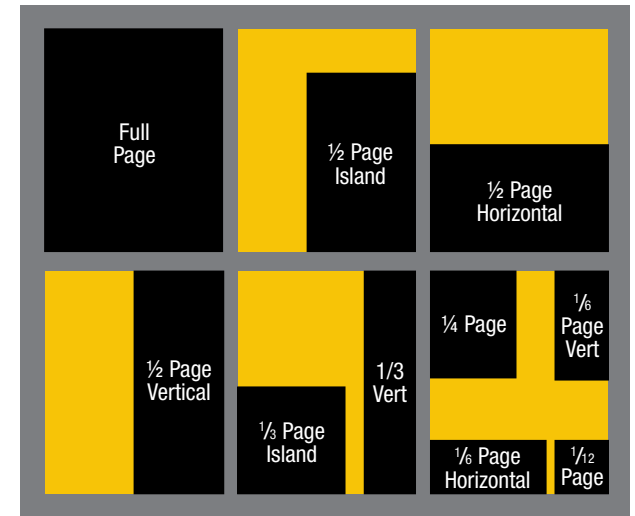 Full
Page
½ Page
Island
½ Page
Horizontal
½ Page
Vertical
⅓ Page
Island
1/3
Vert
¼ Page
⅙
Page
Vert
⅙ Page
Horizontal
1/12
Page